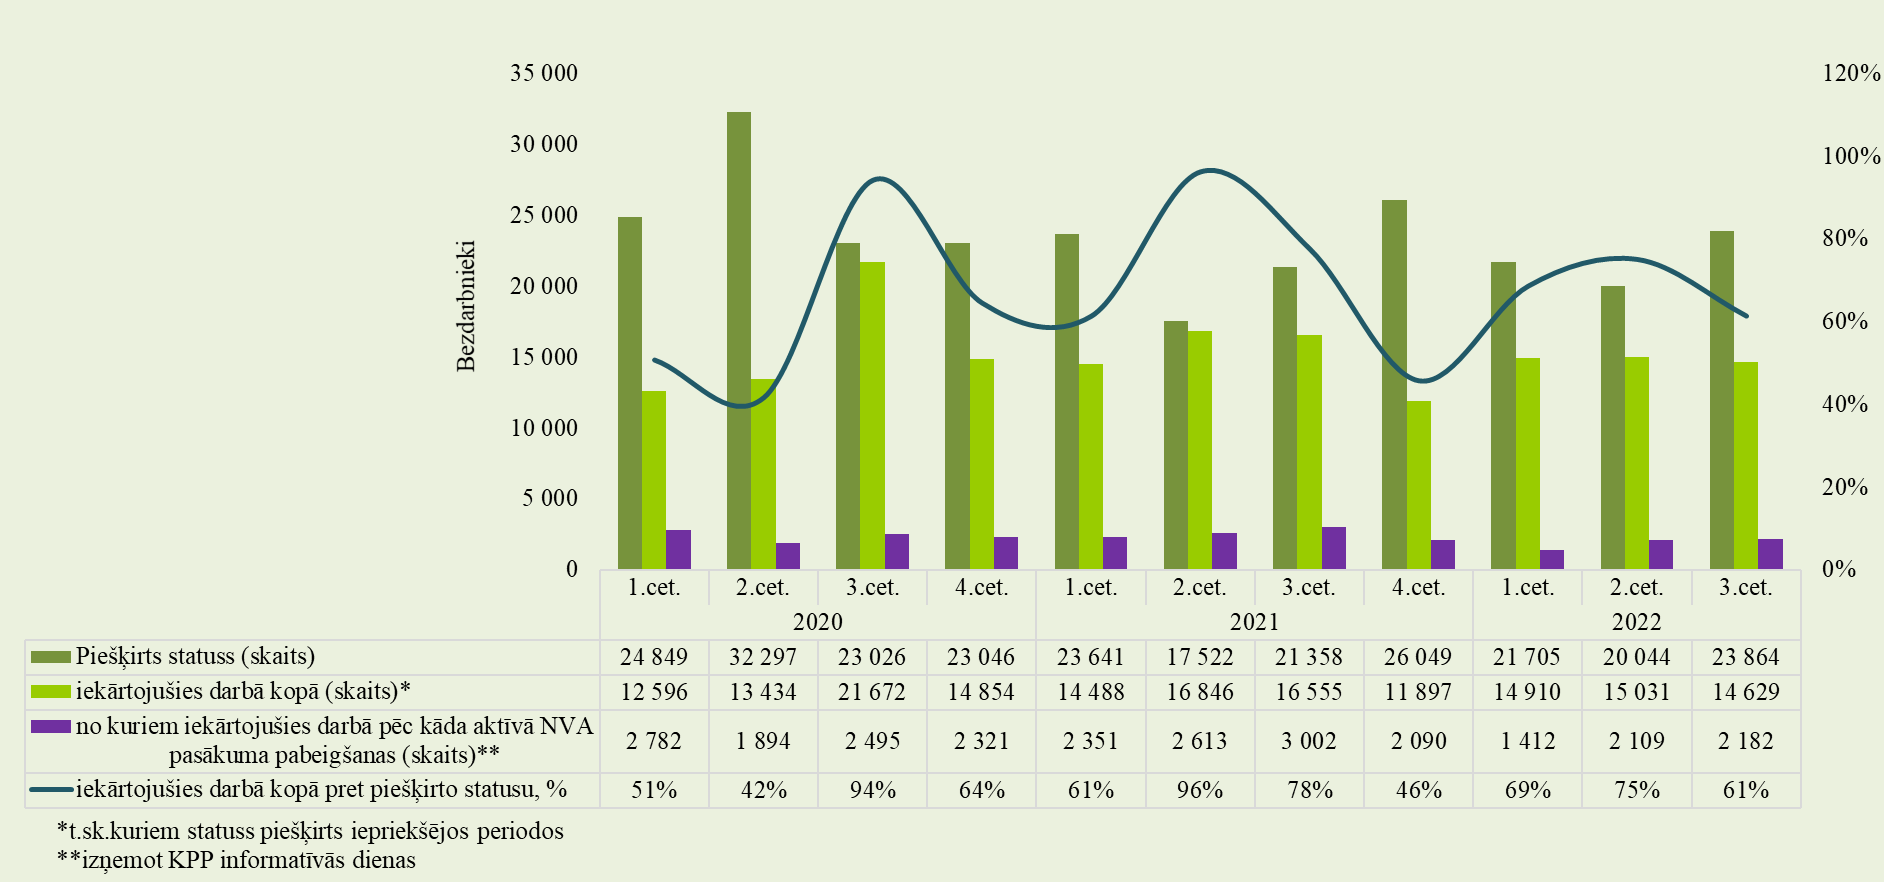 35 000
30 000
25 000
20 000
15 000
10 000
5 000
0
Bezdarbnieki
120%
100%
80%
60%
40%
20%
0%
1.cet. 2.cet. 3.cet. 4.cet. 1.cet. 2.cet. 3.cet. 4.cet. 1.cet. 2.cet. 3.cet.
2020 2021 2022
Piešķirts statuss (skaits) 24 849 32 297 23 026 23 046 23 641 17 522 21 358 26 049 21 705 20 044 23 864
iekārtojušies darbā kopā (skaits)* 12 596 13 434 21 672 14 854 14 488 16 846 16 555 11 897 14 910 15 031 14 629
no kuriem iekārtojušies darbā pēc kāda aktīvā NVA
pasākuma pabeigšanas (skaits)** 2 782 1 894 2 495 2 321 2 351 2 613 3 002 2 090 1 412 2 109 2 182
iekārtojušies darbā kopā pret piešķirto statusu, % 51% 42% 94% 64% 61% 96% 78% 46% 69% 75% 61%
*t.sk.kuriem statuss piešķirts iepriekšējos periodos
**izņemot KPP informatīvās dienas